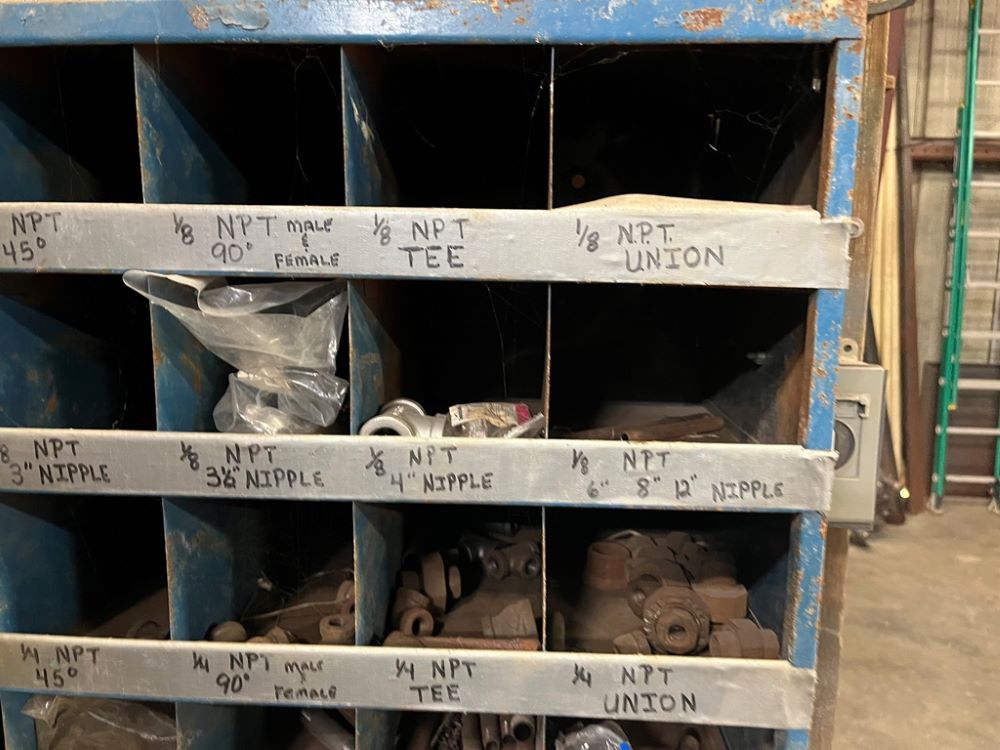 NPT
45°
1/8 NPT MALE
90° &
FEMALE
1/8 NPT
TEE
1/8 N.P.T.
UNION
8 NPT
3" NIPPLE
1/8 NPT
3½" NIPPLE
1/8 NPT
4" NIPPLE
1/8 NPT
6" 8" 12" NIPPLE
1/4 NPT
45°
1/4 NPT MALE
90° &
FEMALE
1/4 NPT
TEE
1/4 NPT
UNION